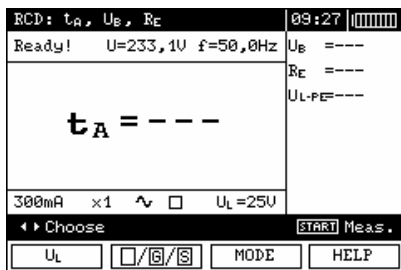 RCD: tA, UB, RE 09:27
Ready! U=233,1V f=50,0Hz
UB =---
RE =---
UL-PE=---
tA = ---
300mA ×1 ∿ □ UL=25V
Choose START Meas.
UL □/G/S MODE HELP